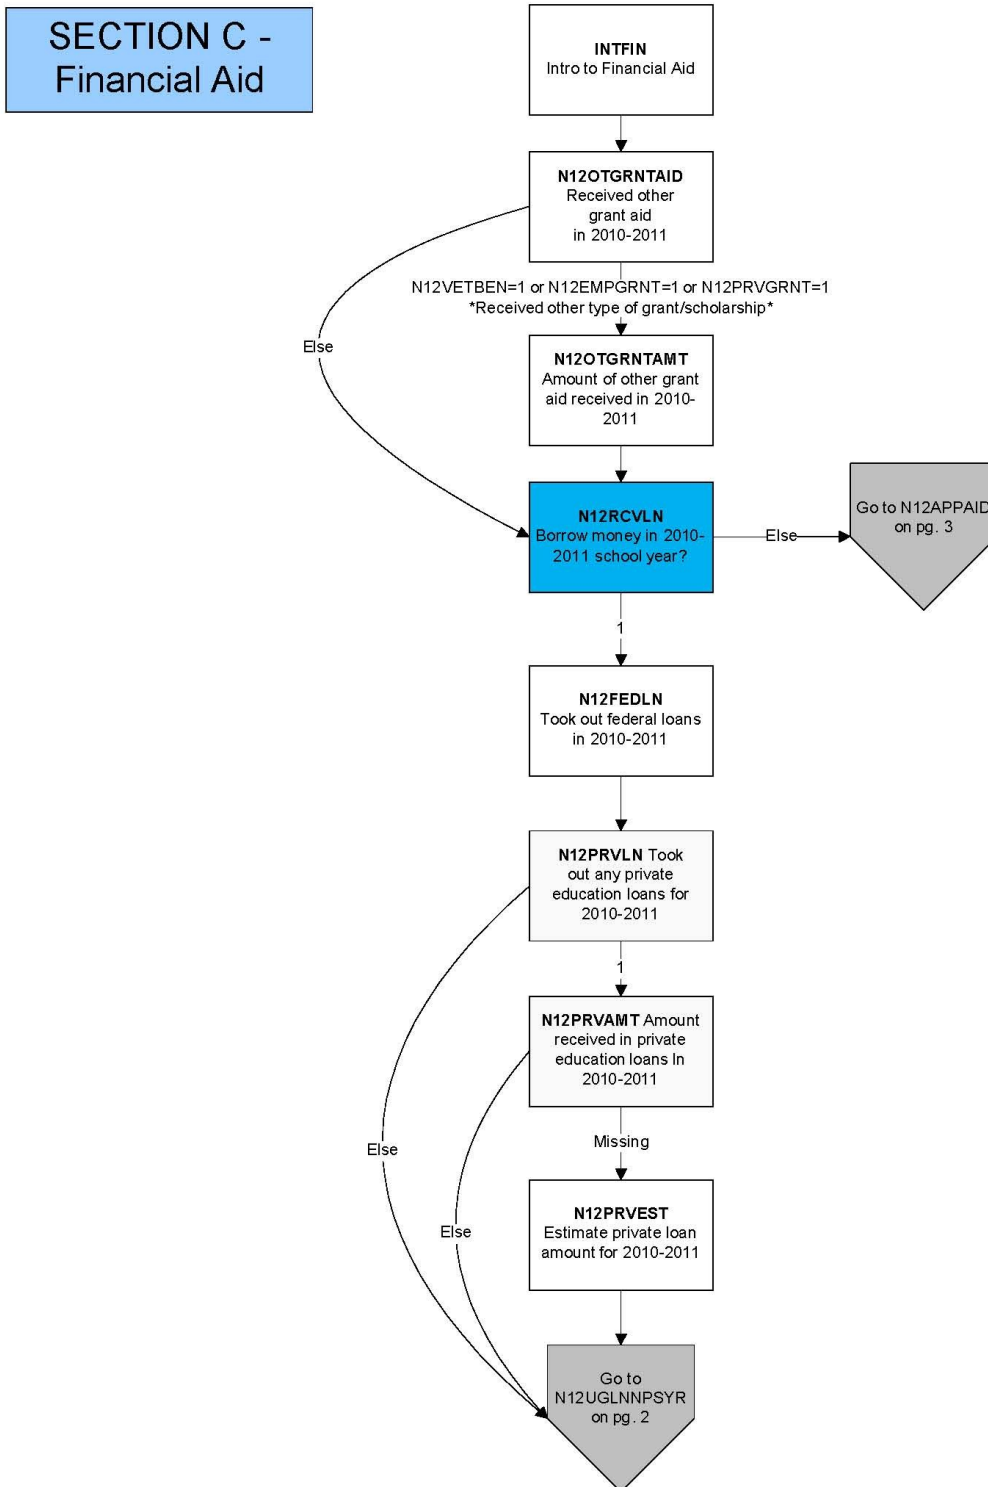 SECTION C -
Financial Aid
INTFIN
Intro to Financial Aid
N12OTGRNTAID
Received other
grant aid
in 2010-2011
N12VETBEN=1 or N12EMPGRNT=1 or N12PRVGRNT=1
*Received other type of grant/scholarship*
Else
N12OTGRNTAMT
Amount of other grant
aid received in 2010-
2011
N12RCVLN
Borrow money in 2010-
2011 school year?
Else
Go to N12APPAID
on pg. 3
1
N12FEDLN
Took out federal loans
in 2010-2011
N12PRVLN Took
out any private
education loans for
2010-2011
1
N12PRVAMT Amount
received in private
education loans In
2010-2011
Else
Missing
Else
N12PRVEST
Estimate private loan
amount for 2010-2011
Go to
N12UGLNNPSYR
on pg. 2